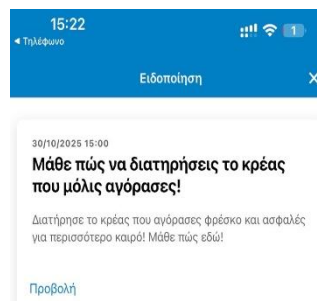 15:22
◀ Τηλέφωνο
1
Ειδοποίηση
30/10/2025 15:00
Μάθε πώς να διατηρήσεις το κρέας
που μόλις αγόρασες!
Διατήρησε το κρέας που αγόρασες φρέσκο και ασφαλές
για περισσότερο καιρό! Μάθε πώς εδώ!
Προβολή